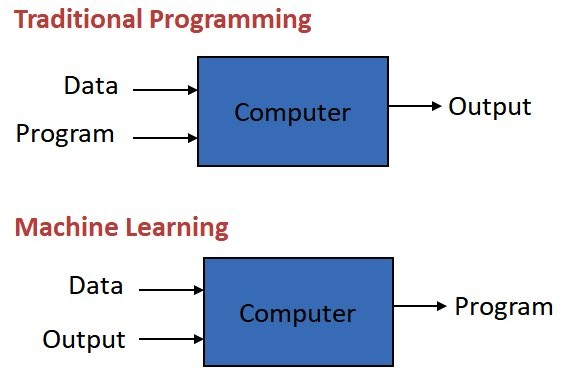 Traditional Programming
Data
Program
Computer
Output
Machine Learning
Data
Output
Computer
Program